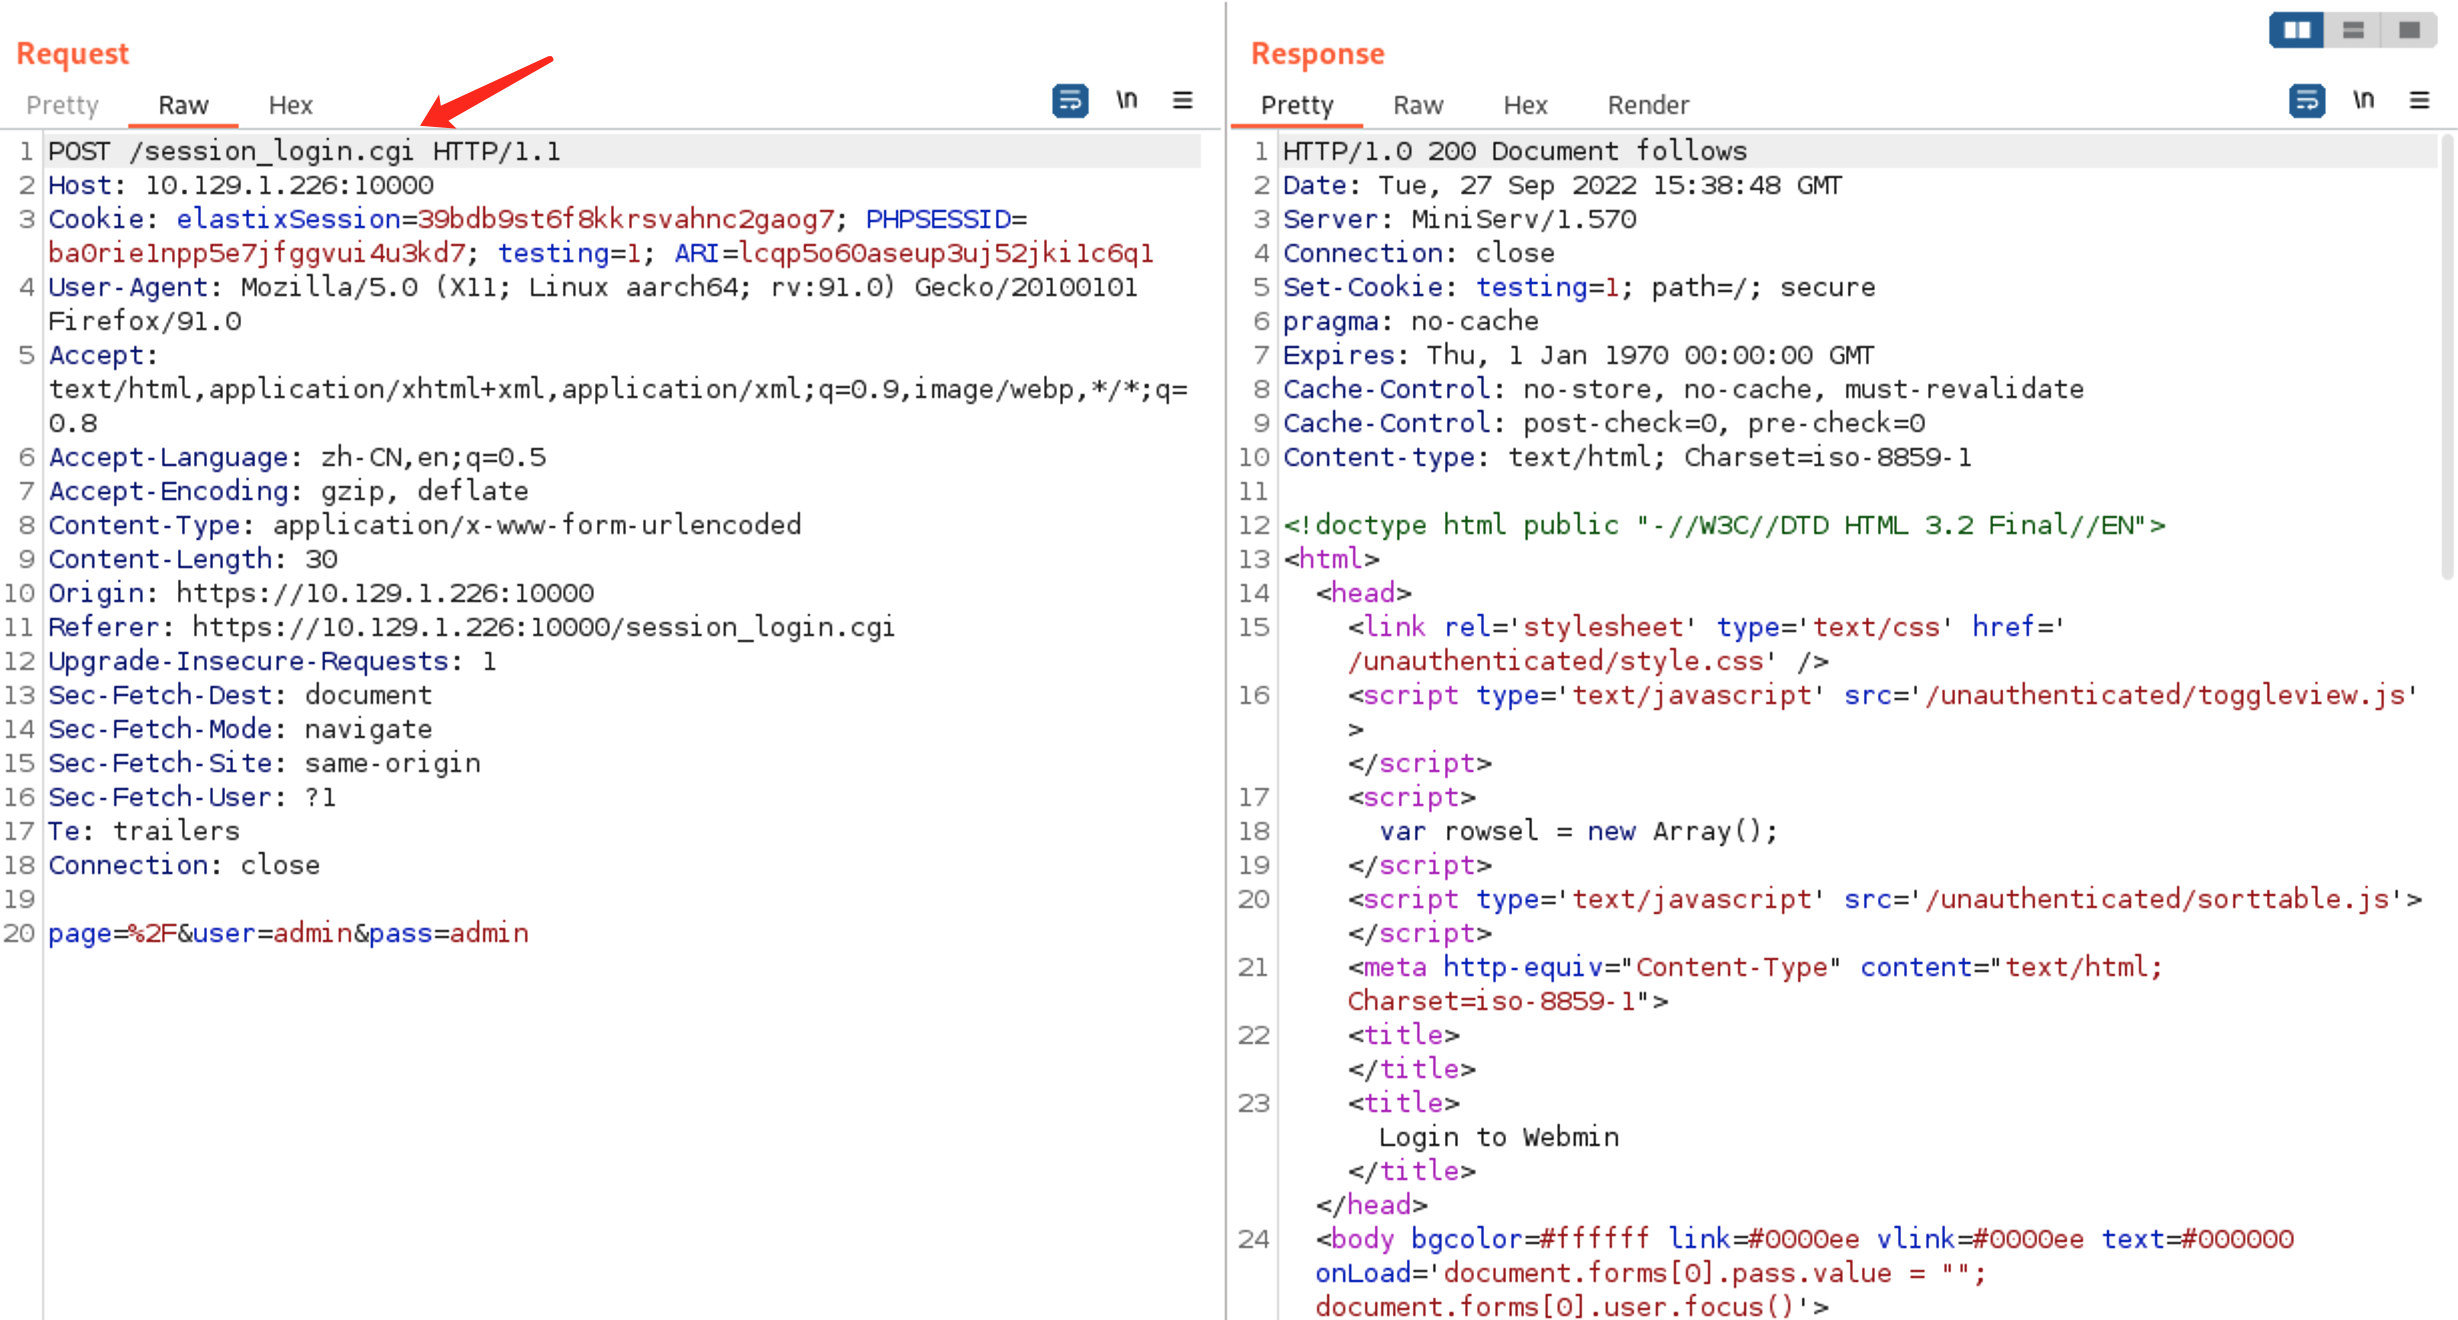 Request
Pretty Raw Hex \n
1 POST /session_login.cgi HTTP/1.1
2 Host: 10.129.1.226:10000
3 Cookie: elastixSession=39bdb9st6f8kkrsvahnc2gaog7; PHPSESSID=
ba0rie1npp5e7jfggvui4u3kd7; testing=1; ARI=lcqp5o60aseup3uj52jki1c6q1
4 User-Agent: Mozilla/5.0 (X11; Linux aarch64; rv:91.0) Gecko/20100101
Firefox/91.0
5 Accept:
text/html,application/xhtml+xml,application/xml;q=0.9,image/webp,*/*;q=
0.8
6 Accept-Language: zh-CN,en;q=0.5
7 Accept-Encoding: gzip, deflate
8 Content-Type: application/x-www-form-urlencoded
9 Content-Length: 30
10 Origin: https://10.129.1.226:10000
11 Referer: https://10.129.1.226:10000/session_login.cgi
12 Upgrade-Insecure-Requests: 1
13 Sec-Fetch-Dest: document
14 Sec-Fetch-Mode: navigate
15 Sec-Fetch-Site: same-origin
16 Sec-Fetch-User: ?1
17 Te: trailers
18 Connection: close
19
20 page=%2F&user=admin&pass=admin
Response
Pretty Raw Hex Render \n
1 HTTP/1.0 200 Document follows
2 Date: Tue, 27 Sep 2022 15:38:48 GMT
3 Server: MiniServ/1.570
4 Connection: close
5 Set-Cookie: testing=1; path=/; secure
6 pragma: no-cache
7 Expires: Thu, 1 Jan 1970 00:00:00 GMT
8 Cache-Control: no-store, no-cache, must-revalidate
9 Cache-Control: post-check=0, pre-check=0
10 Content-type: text/html; Charset=iso-8859-1
11
12 <!doctype html public "-//W3C//DTD HTML 3.2 Final//EN">
13 <html>
14 <head>
15 <link rel='stylesheet' type='text/css' href='
/unauthenticated/style.css' />
16 <script type='text/javascript' src='/unauthenticated/toggleview.js'
>
</script>
17 <script>
18 var rowsel = new Array();
19 </script>
20 <script type='text/javascript' src='/unauthenticated/sorttable.js'>
</script>
21 <meta http-equiv="Content-Type" content="text/html;
Charset=iso-8859-1">
22 <title>
</title>
23 <title>
Login to Webmin
</title>
</head>
24 <body bgcolor=#ffffff link=#0000ee vlink=#0000ee text=#000000
onLoad='document.forms[0].pass.value = "";
document.forms[0].user.focus()'>